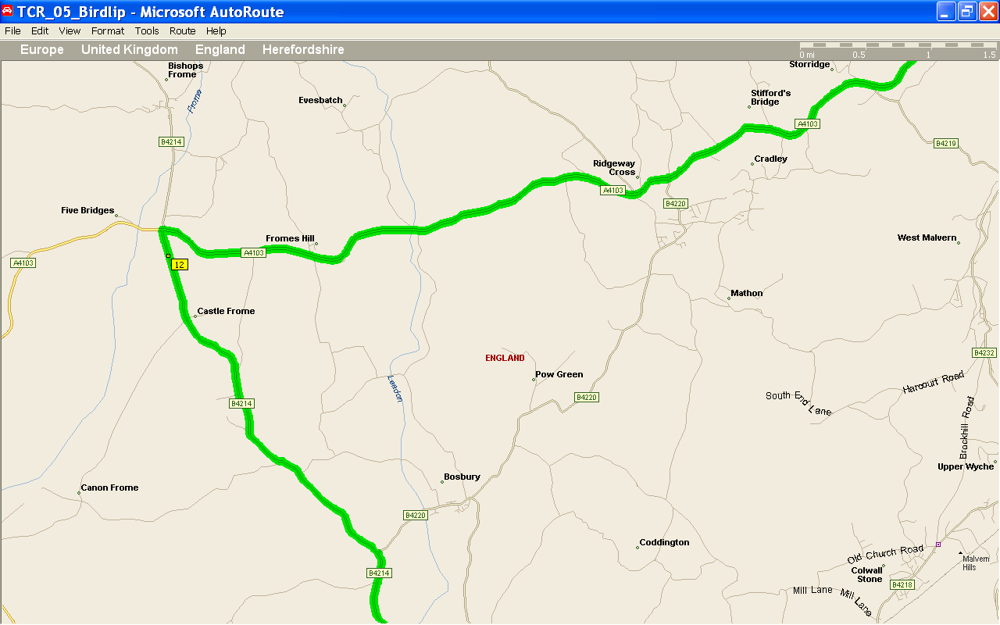 TCR_05_Birdlip - Microsoft AutoRoute
File Edit View Format Tools Route Help
Europe United Kingdom England Herefordshire
0 mi 0.5 1 1.5
Bishops
Frome
Storridge
Frome
Evesbatch
Stifford's
Bridge
A4103
B4214
B4219
Ridgeway
Cross
Cradley
A4103
B4220
Five Bridges
Fromes Hill
West Malvern
A4103
A4103
12
Mathon
Castle Frome
ENGLAND
B4232
Pow Green
Harcourt Road
Leadon
South End Lane
B4220
B4214
Brockhill Road
Upper Wyche
Bosbury
Canon Frome
B4220
Coddington
Old Church Road
Malvern
Hills
Colwall
Stone
B4214
B4218
Mill Lane
Mill Lane